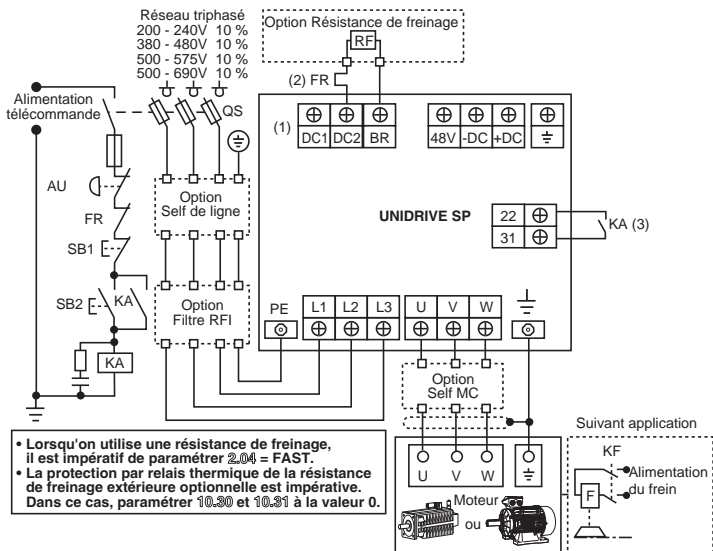 Réseau triphasé
200 - 240V 10 %
380 - 480V 10 %
500 - 575V 10 %
500 - 690V 10 %
Option Résistance de freinage
RF
(2) FR
Alimentation
télécommande
QS
(1)
DC1 DC2 BR
48V -DC +DC
AU
Option
Self de ligne
UNIDRIVE SP
22
31
KA (3)
FR
SB1
SB2
KA
Option
Filtre RFI
PE
L1 L2 L3
U V W
KA
Option
Self MC
• Lorsqu'on utilise une résistance de freinage,
il est impératif de paramétrer 2.04 = FAST.
• La protection par relais thermique de la résistance
de freinage extérieure optionnelle est impérative.
Dans ce cas, paramétrer 10.30 et 10.31 à la valeur 0.
U V W
Moteur
ou
Suivant application
KF
Alimentation
du frein
F